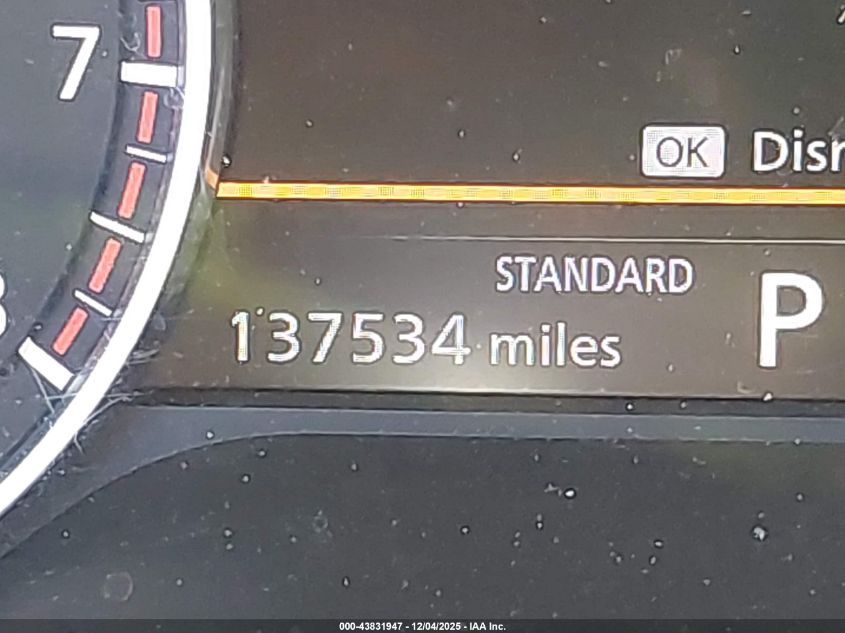 7
OK
STANDARD
P
137534 miles
000-43831947 - 12/04/2025 - IAA Inc.